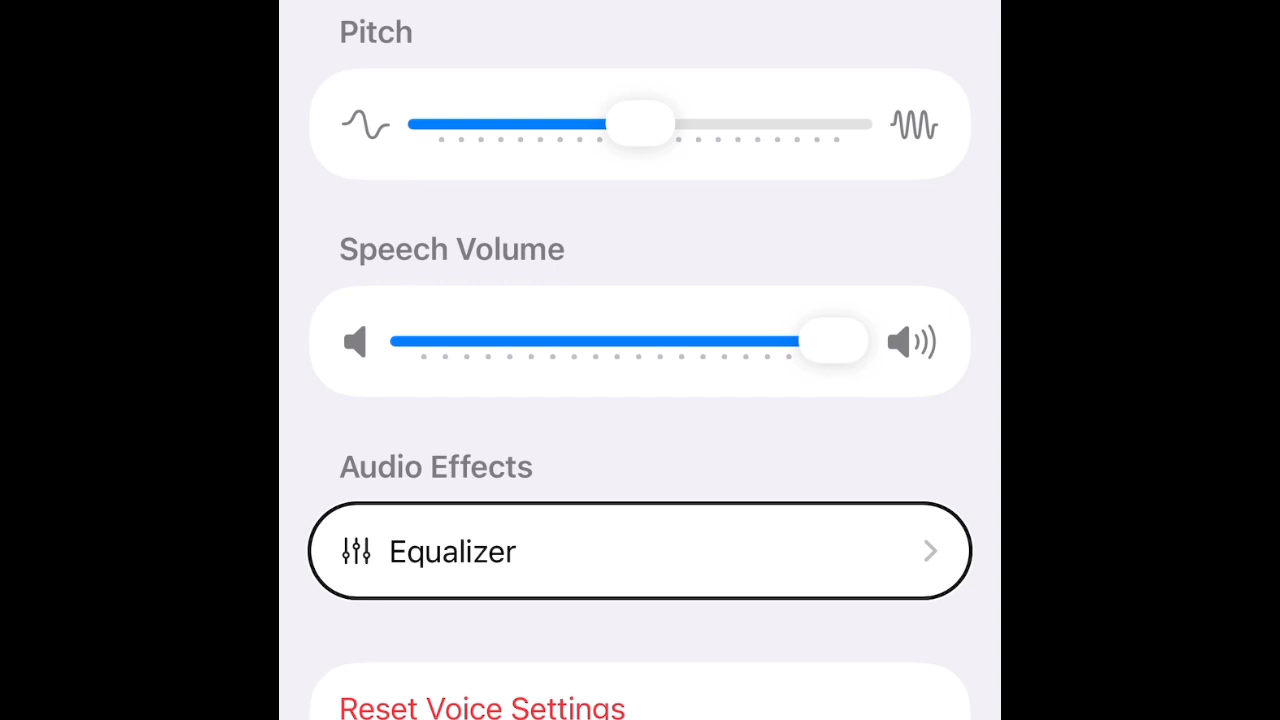 Pitch
Speech Volume
Audio Effects
Equalizer
Reset Voice Settings